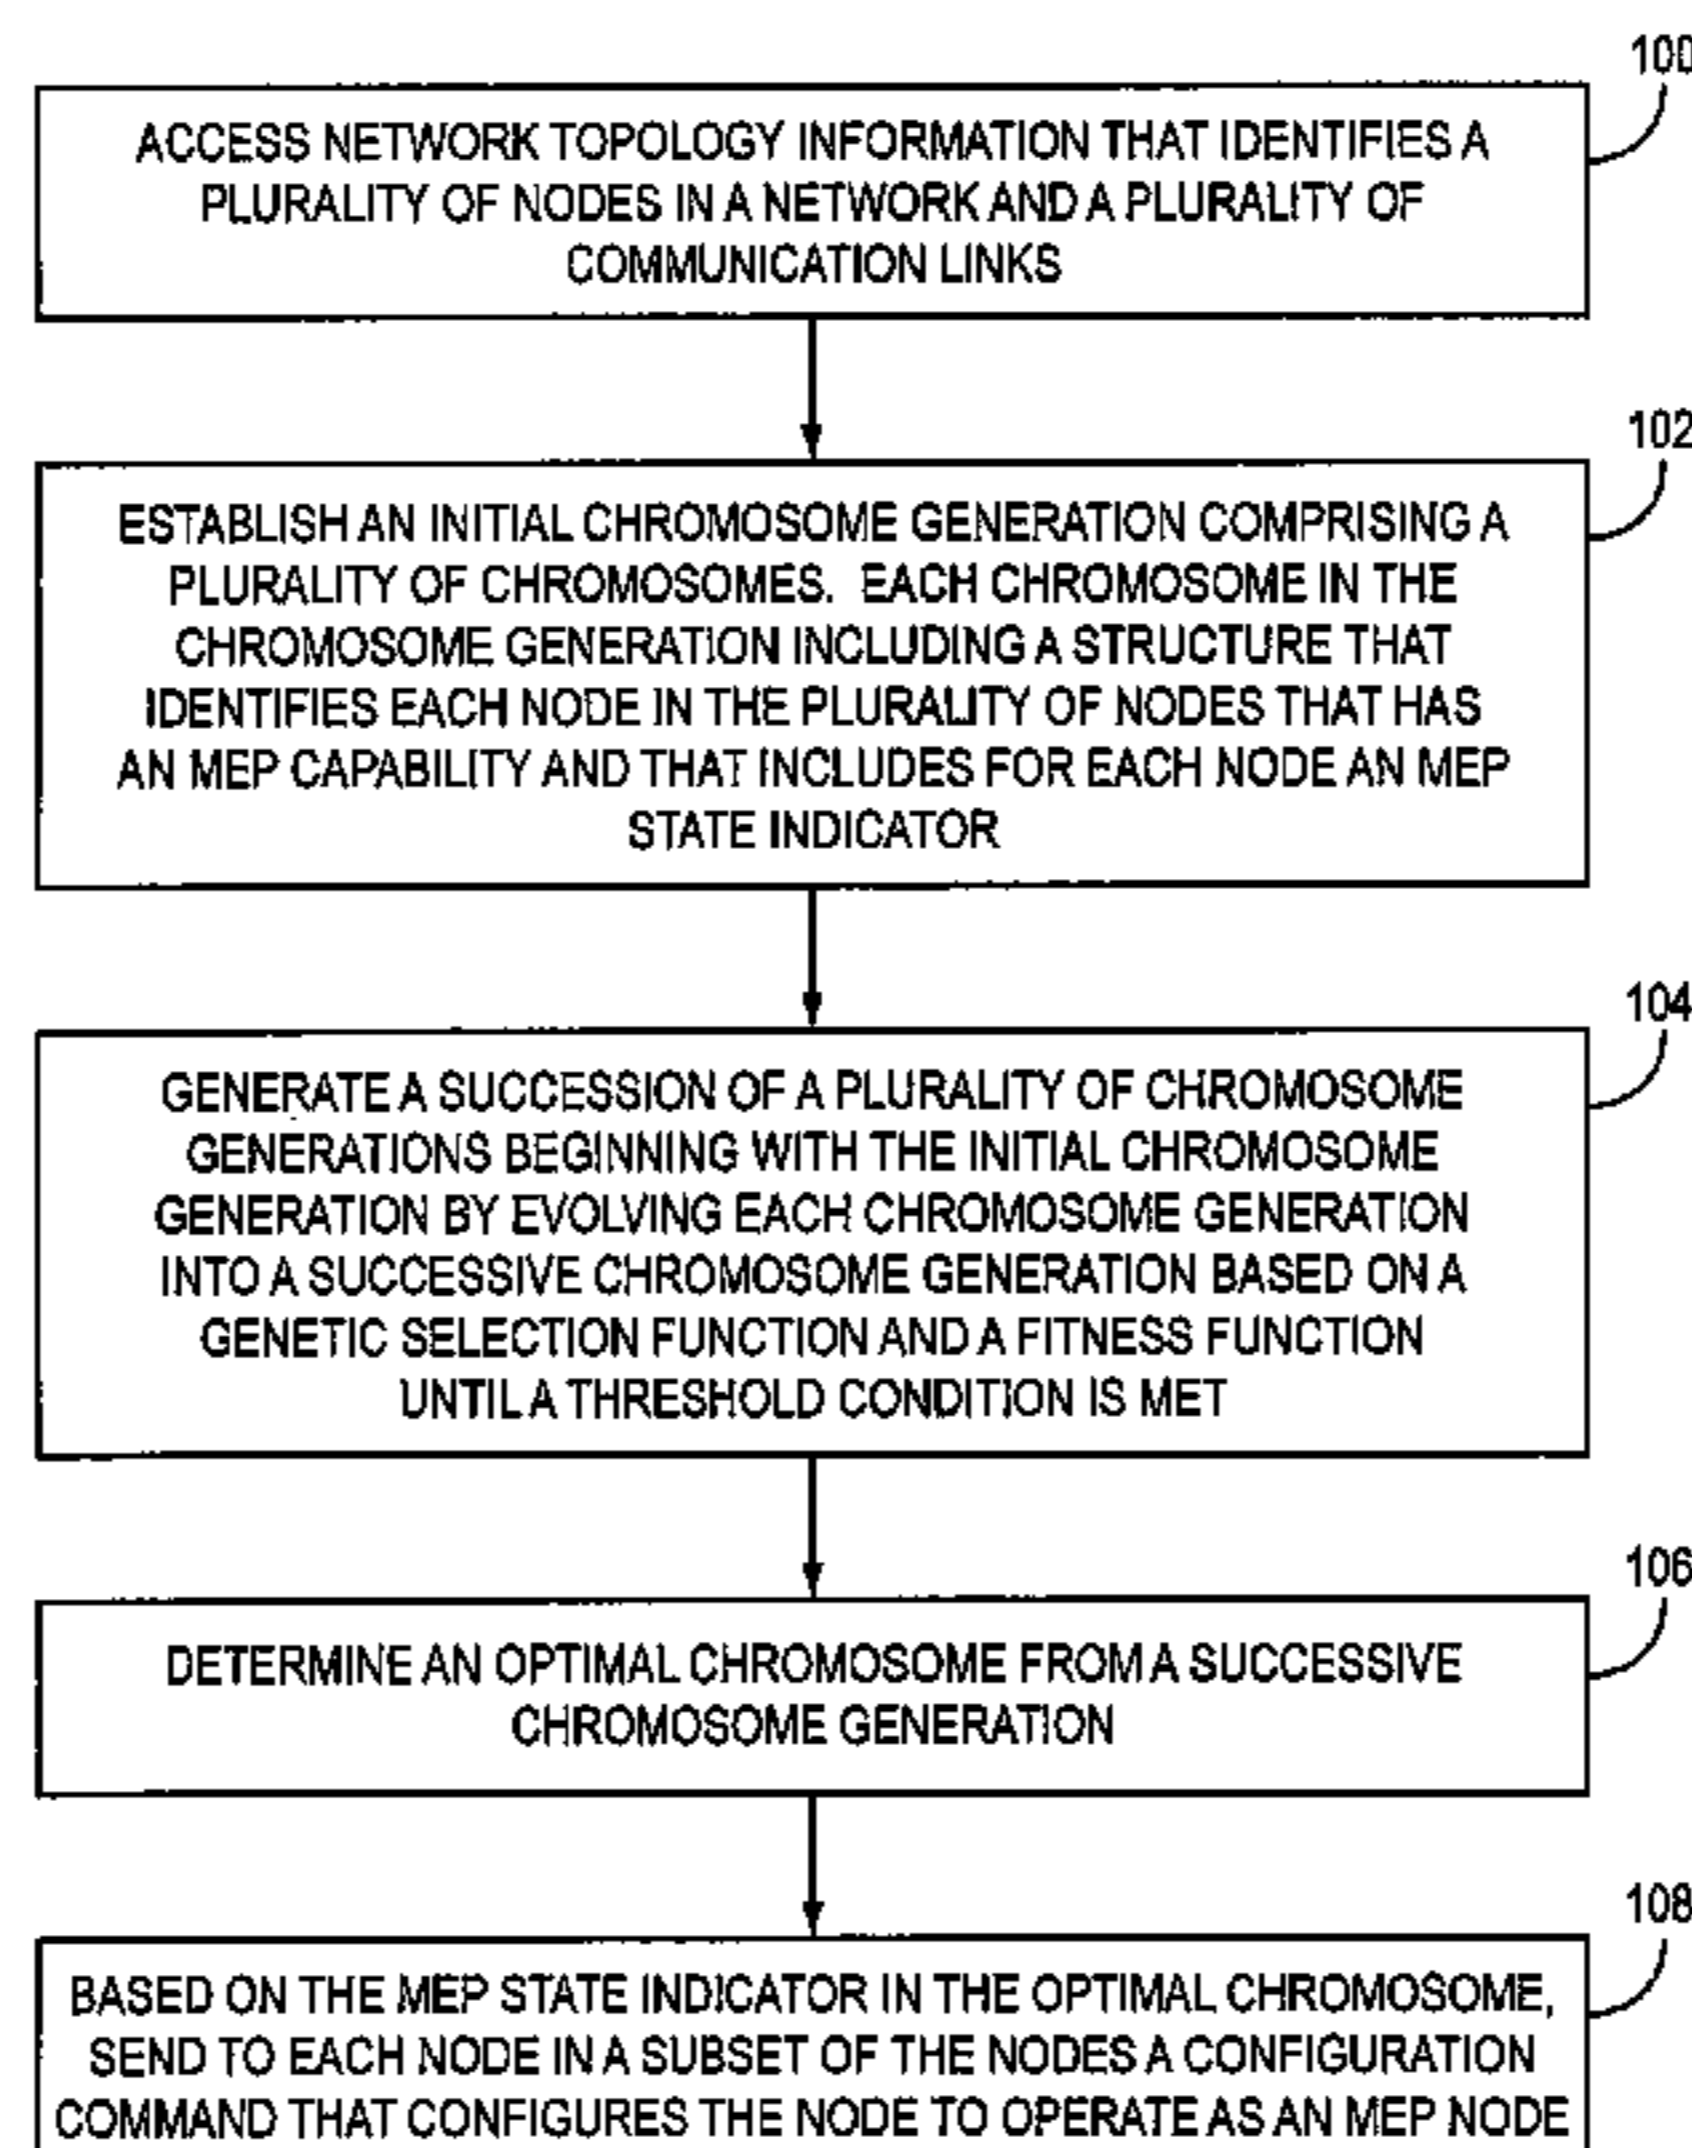 100
ACCESS NETWORK TOPOLOGY INFORMATION THAT IDENTIFIES A
PLURALITY OF NODES IN A NETWORK AND A PLURALITY OF
COMMUNICATION LINKS
102
ESTABLISH AN INITIAL CHROMOSOME GENERATION COMPRISING A
PLURALITY OF CHROMOSOMES. EACH CHROMOSOME IN THE
CHROMOSOME GENERATION INCLUDING A STRUCTURE THAT
IDENTIFIES EACH NODE IN THE PLURALITY OF NODES THAT HAS
AN MEP CAPABILITY AND THAT INCLUDES FOR EACH NODE AN MEP
STATE INDICATOR
104
GENERATE A SUCCESSION OF A PLURALITY OF CHROMOSOME
GENERATIONS BEGINNING WITH THE INITIAL CHROMOSOME
GENERATION BY EVOLVING EACH CHROMOSOME GENERATION
INTO A SUCCESSIVE CHROMOSOME GENERATION BASED ON A
GENETIC SELECTION FUNCTION AND A FITNESS FUNCTION
UNTIL A THRESHOLD CONDITION IS MET
106
DETERMINE AN OPTIMAL CHROMOSOME FROM A SUCCESSIVE
CHROMOSOME GENERATION
108
BASED ON THE MEP STATE INDICATOR IN THE OPTIMAL CHROMOSOME,
SEND TO EACH NODE IN A SUBSET OF THE NODES A CONFIGURATION
COMMAND THAT CONFIGURES THE NODE TO OPERATE AS AN MEP NODE